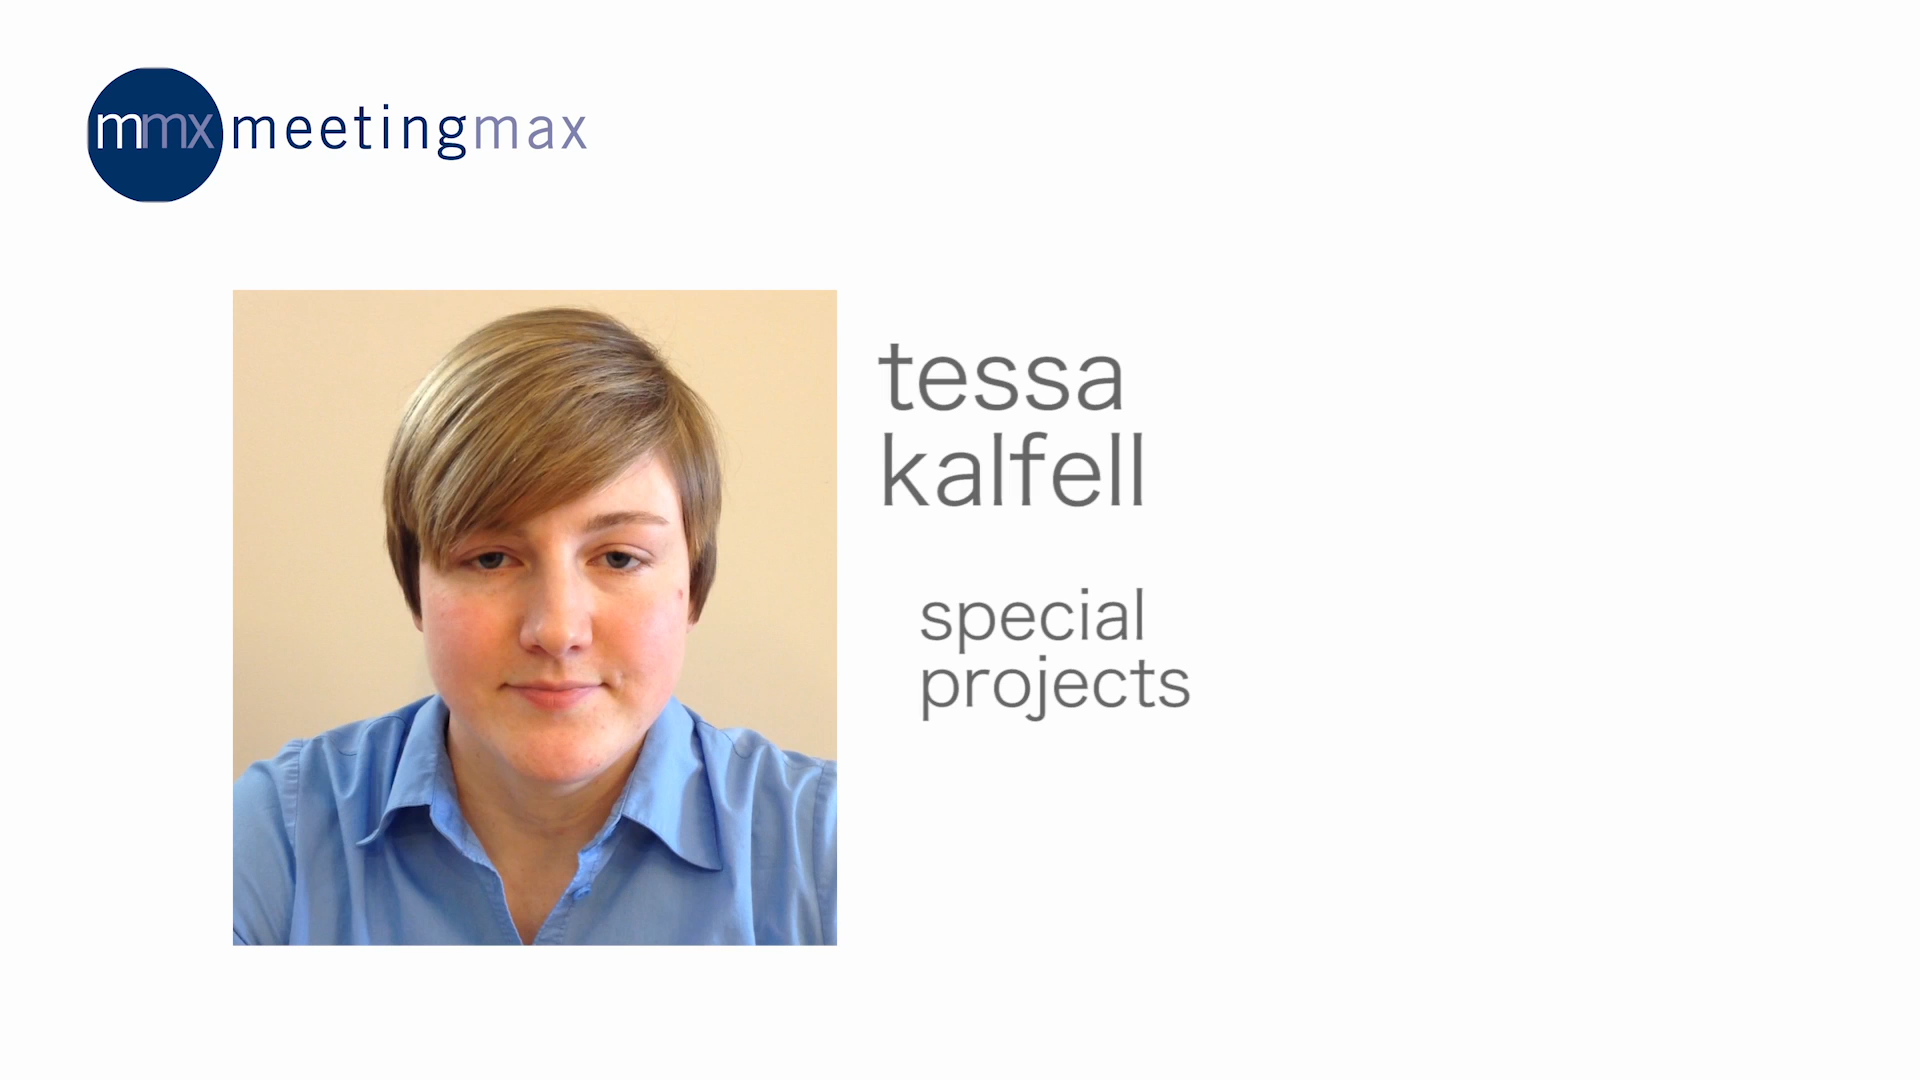 mmx meetingmax
tessa
kalfell
special
projects